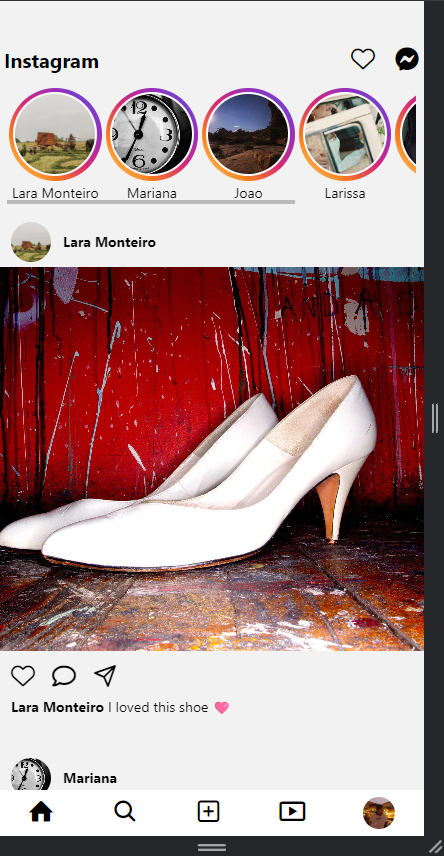 Instagram
Lara Monteiro
Mariana
Joao
Larissa
Lara Monteiro
Lara Monteiro I loved this shoe 💗
Mariana